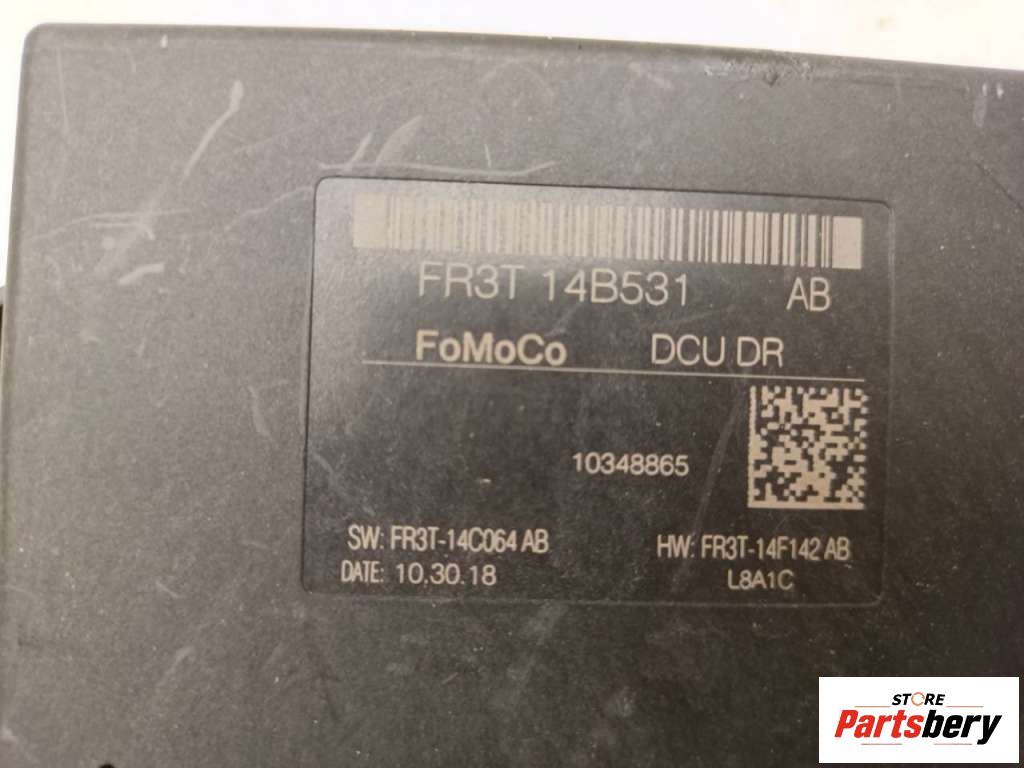 FR3T 14B531 AB
FoMoCo DCU DR
10348865
SW: FR3T-14C064 AB HW: FR3T-14F142 AB
DATE: 10.30.18 L8A1C
STORE
Partsbery